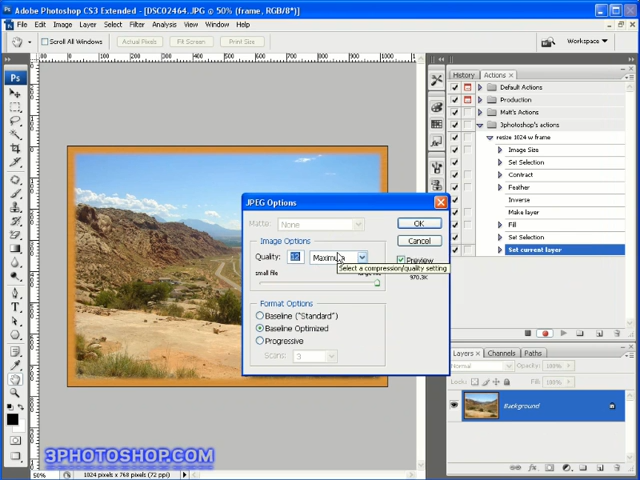 Adobe Photoshop CS3 Extended - [DSC02464.JPG @ 50% (frame, RGB/8*)]
File Edit Image Layer Select Filter Analysis View Window Help
Scroll All Windows Actual Pixels Fit Screen Print Size Workspace
Ps
History Actions
Default Actions
Production
Matt's Actions
3photoshop's actions
resize 1024 w frame
Image Size
Set Selection
Contract
Feather
Inverse
Make layer
Fill
Set Selection
Set current layer
JPEG Options
Matte: None
OK
Image Options
Cancel
Quality: 12 Maximum
Preview
Select a compression/quality setting
small file
970.3K
Format Options
Baseline ("Standard")
Baseline Optimized
Progressive
Scans: 3
Layers Channels Paths
Normal Opacity: 100%
Lock: Fill: 100%
Background
3PHOTOSHOP.COM
50% 1024 pixels x 768 pixels (72 ppi)